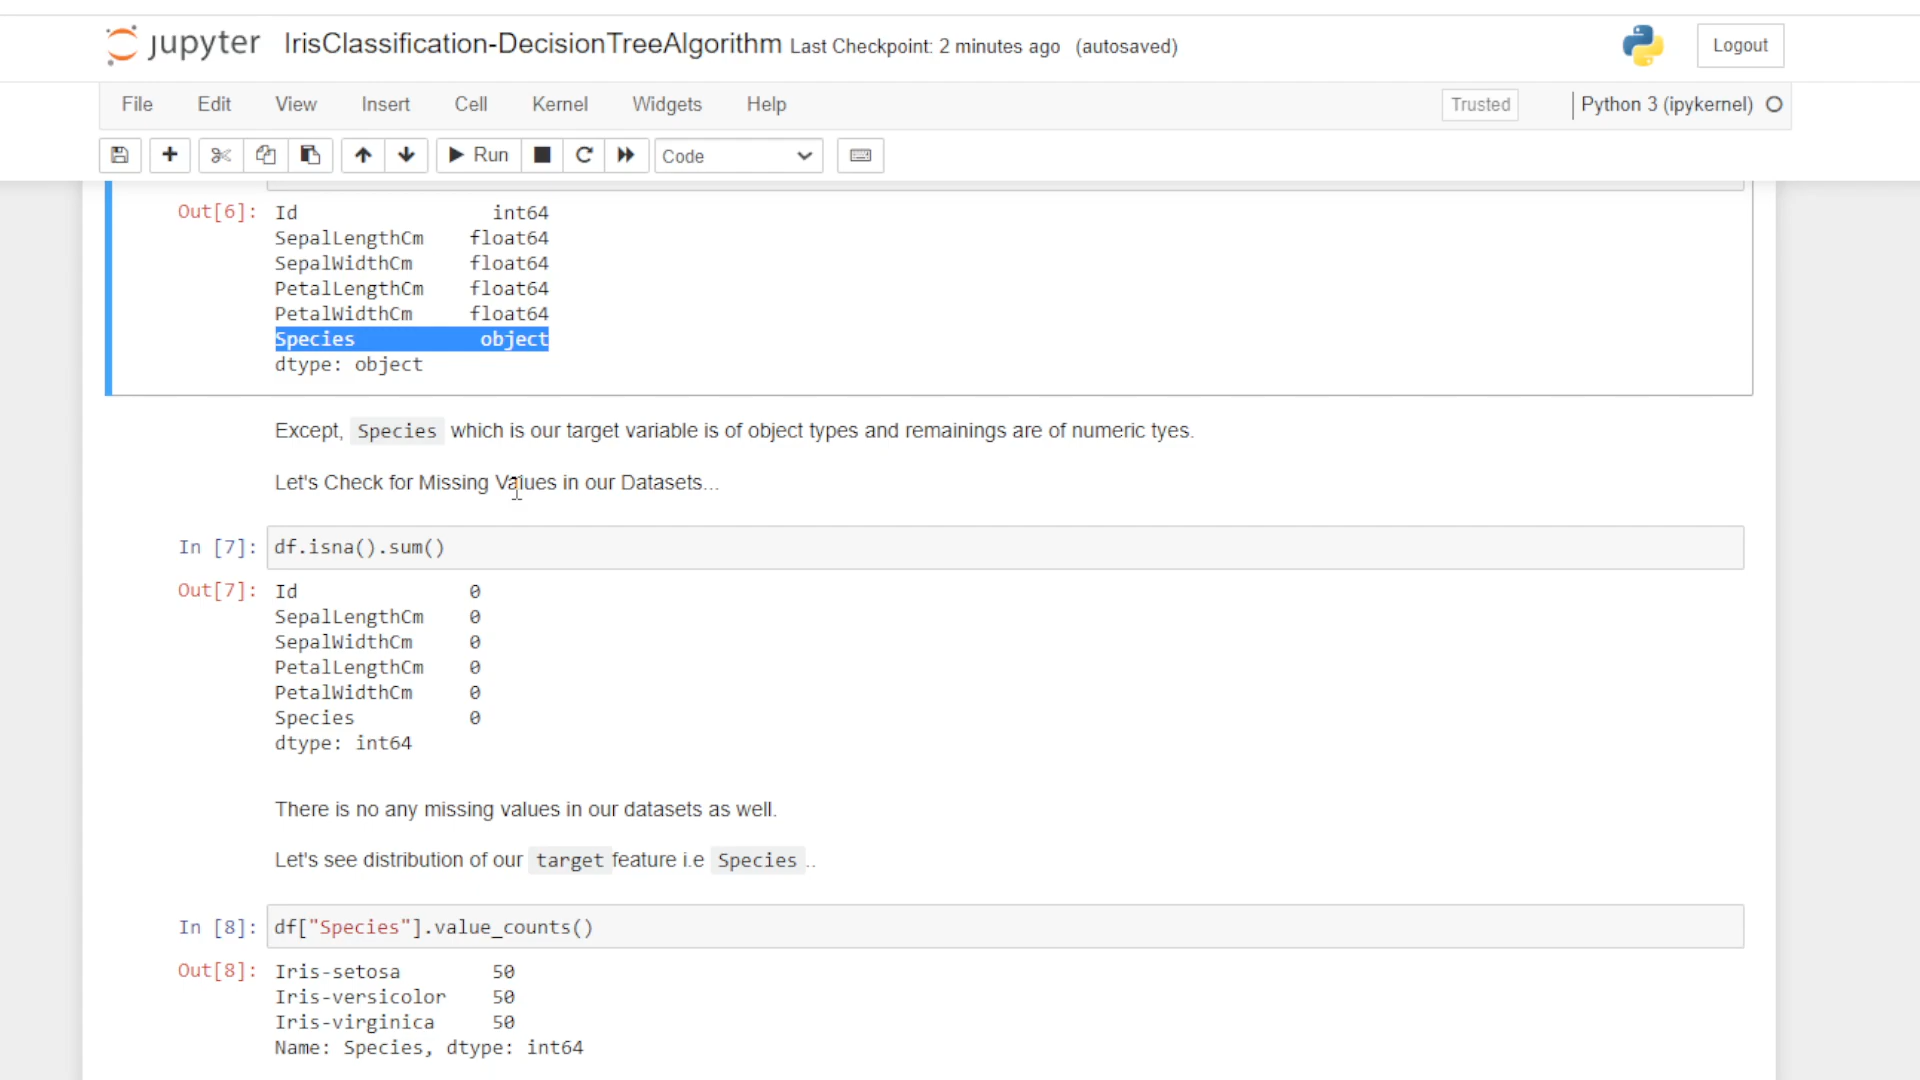 jupyter IrisClassification-DecisionTreeAlgorithm Last Checkpoint: 2 minutes ago (autosaved) Logout
File Edit View Insert Cell Kernel Widgets Help Trusted Python 3 (ipykernel)
Run Code
Out[6]: Id int64
SepalLengthCm float64
SepalWidthCm float64
PetalLengthCm float64
PetalWidthCm float64
Species object
dtype: object
Except, Species which is our target variable is of object types and remainings are of numeric tyes.
Let's Check for Missing Values in our Datasets...
In [7]: df.isna().sum()
Out[7]: Id 0
SepalLengthCm 0
SepalWidthCm 0
PetalLengthCm 0
PetalWidthCm 0
Species 0
dtype: int64
There is no any missing values in our datasets as well.
Let's see distribution of our target feature i.e Species ..
In [8]: df["Species"].value_counts()
Out[8]: Iris-setosa 50
Iris-versicolor 50
Iris-virginica 50
Name: Species, dtype: int64